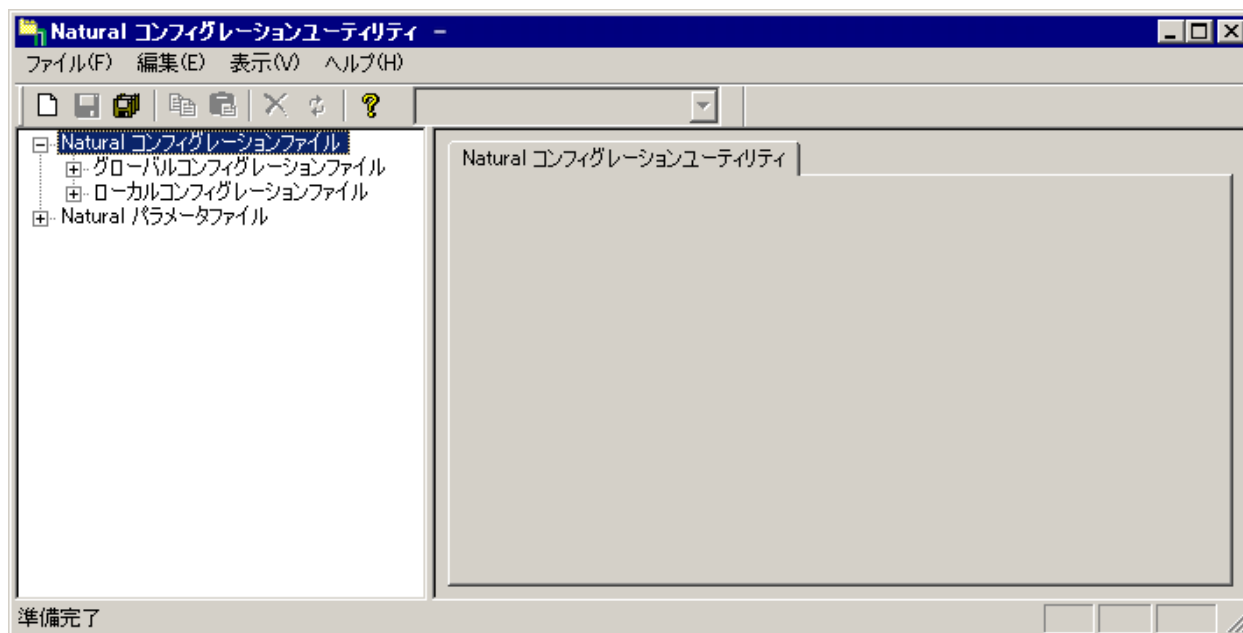 Natural コンフィグレーションユーティリティ -
ファイル(F) 編集(E) 表示(V) ヘルプ(H)
Natural コンフィグレーションファイル
グローバルコンフィグレーションファイル
ローカルコンフィグレーションファイル
Natural パラメータファイル
Natural コンフィグレーションユーティリティ
準備完了